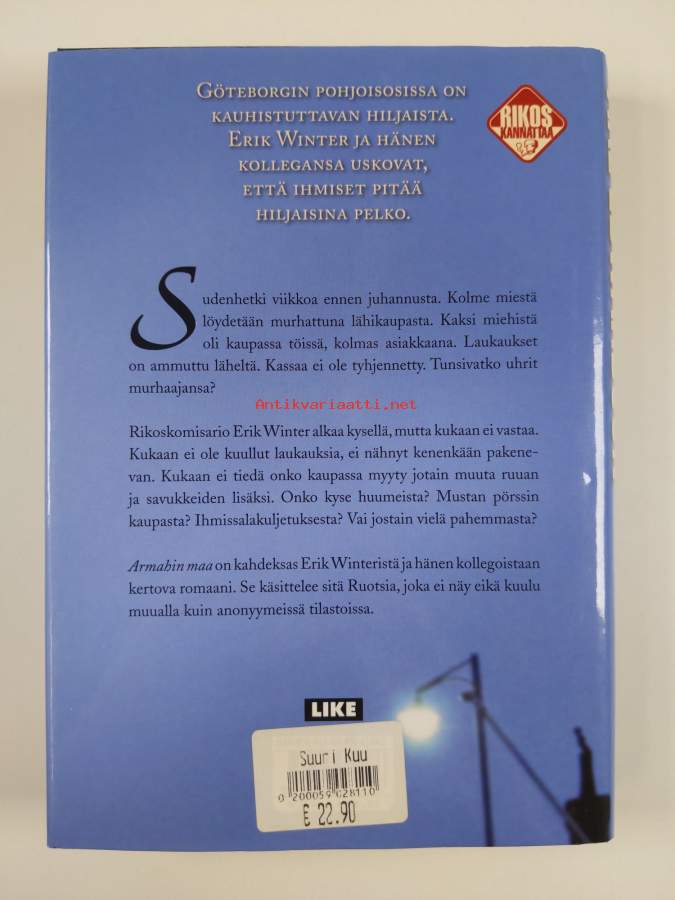 GÖTEBORGIN POHJOISOSISSA ON
KAUHISTUTTAVAN HILJAISTA.
ERIK WINTER JA HÄNEN
KOLLEGANSA USKOVAT,
ETTÄ IHMISET PITÄÄ
HILJAISINA PELKO.
RIKOS
KANNATTAA
Sudenhetki viikkoa ennen juhannusta. Kolme miestä
löydetään murhattuna lähikaupasta. Kaksi miehistä
oli kaupassa töissä, kolmas asiakkaana. Laukaukset
on ammuttu läheltä. Kassaa ei ole tyhjennetty. Tunsivatko uhrit
murhaajansa?
Antikvariaatti.net
Rikoskomisario Erik Winter alkaa kysellä, mutta kukaan ei vastaa.
Kukaan ei ole kuullut laukauksia, ei nähnyt kenenkään pakene-
van. Kukaan ei tiedä onko kaupassa myyty jotain muuta ruuan
ja savukkeiden lisäksi. Onko kyse huumeista? Mustan pörssin
kaupasta? Ihmissalakuljetuksesta? Vai jostain vielä pahemmasta?
Armahin maa on kahdeksas Erik Winteristä ja hänen kollegoistaan
kertova romaani. Se käsittelee sitä Ruotsia, joka ei näy eikä kuulu
muualla kuin anonyymeissä tilastoissa.
LIKE
Suuri Kuu
0 200059 028110
€ 22.90